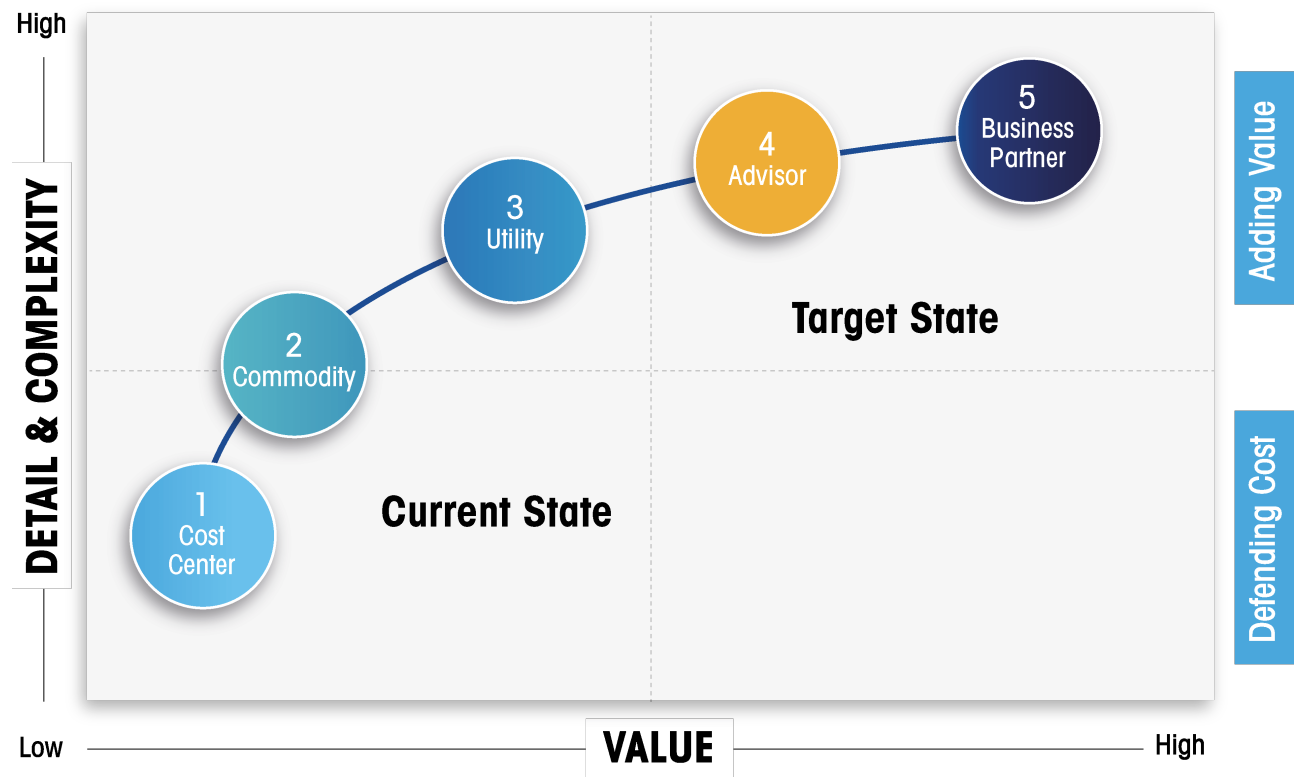 High
DETAIL & COMPLEXITY
Low
1
Cost
Center
2
Commodity
3
Utility
4
Advisor
5
Business
Partner
Target State
Current State
Adding Value
Defending Cost
VALUE
High